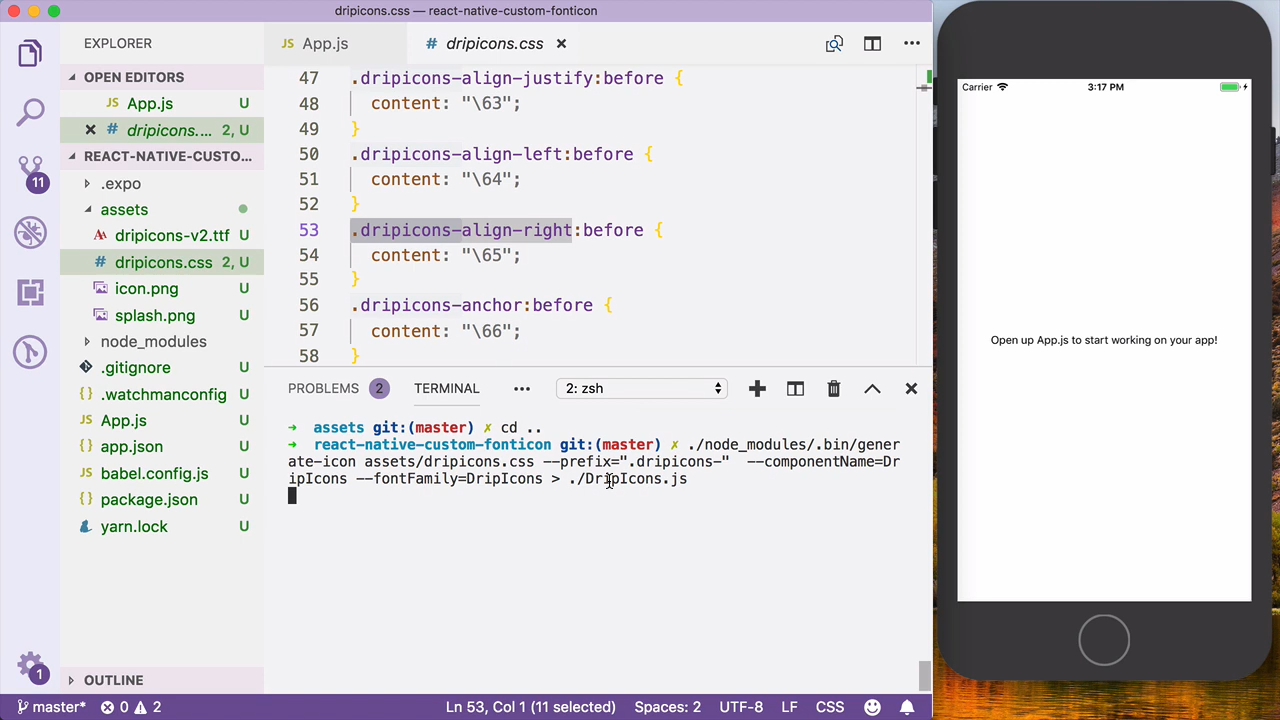 dripicons.css — react-native-custom-fonticon
EXPLORER
OPEN EDITORS
JS App.js U
# dripicons.... 2, U
REACT-NATIVE-CUSTO...
.expo
assets
dripicons-v2.ttf U
# dripicons.css 2, U
icon.png U
splash.png U
node_modules
.gitignore U
{} .watchmanconfig U
JS App.js U
{} app.json U
JS babel.config.js U
{} package.json U
yarn.lock U
OUTLINE
11
1
JS App.js
# dripicons.css
47 .dripicons-align-justify:before {
48 content: "\63";
49 }
50 .dripicons-align-left:before {
51 content: "\64";
52 }
53 .dripicons-align-right:before {
54 content: "\65";
55 }
56 .dripicons-anchor:before {
57 content: "\66";
58 }
PROBLEMS 2 TERMINAL ... 2: zsh
→ assets git:(master) ✗ cd ..
→ react-native-custom-fonticon git:(master) ✗ ./node_modules/.bin/gener
ate-icon assets/dripicons.css --prefix=".dripicons-" --componentName=Dr
ipIcons --fontFamily=DripIcons > ./DripIcons.js
master* 0 2 Ln 53, Col 1 (11 selected) Spaces: 2 UTF-8 LF CSS
Carrier 3:17 PM
Open up App.js to start working on your app!